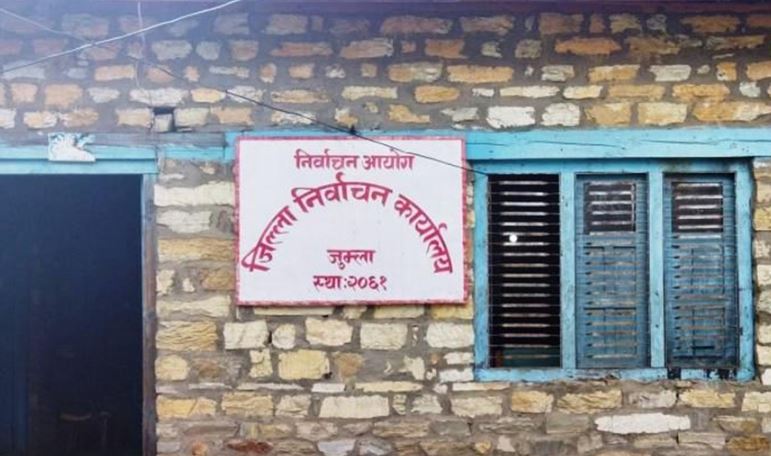 निर्वाचन आयोग
जिल्ला निर्वाचन कार्यालय
जुम्ला
स्था:२०६१